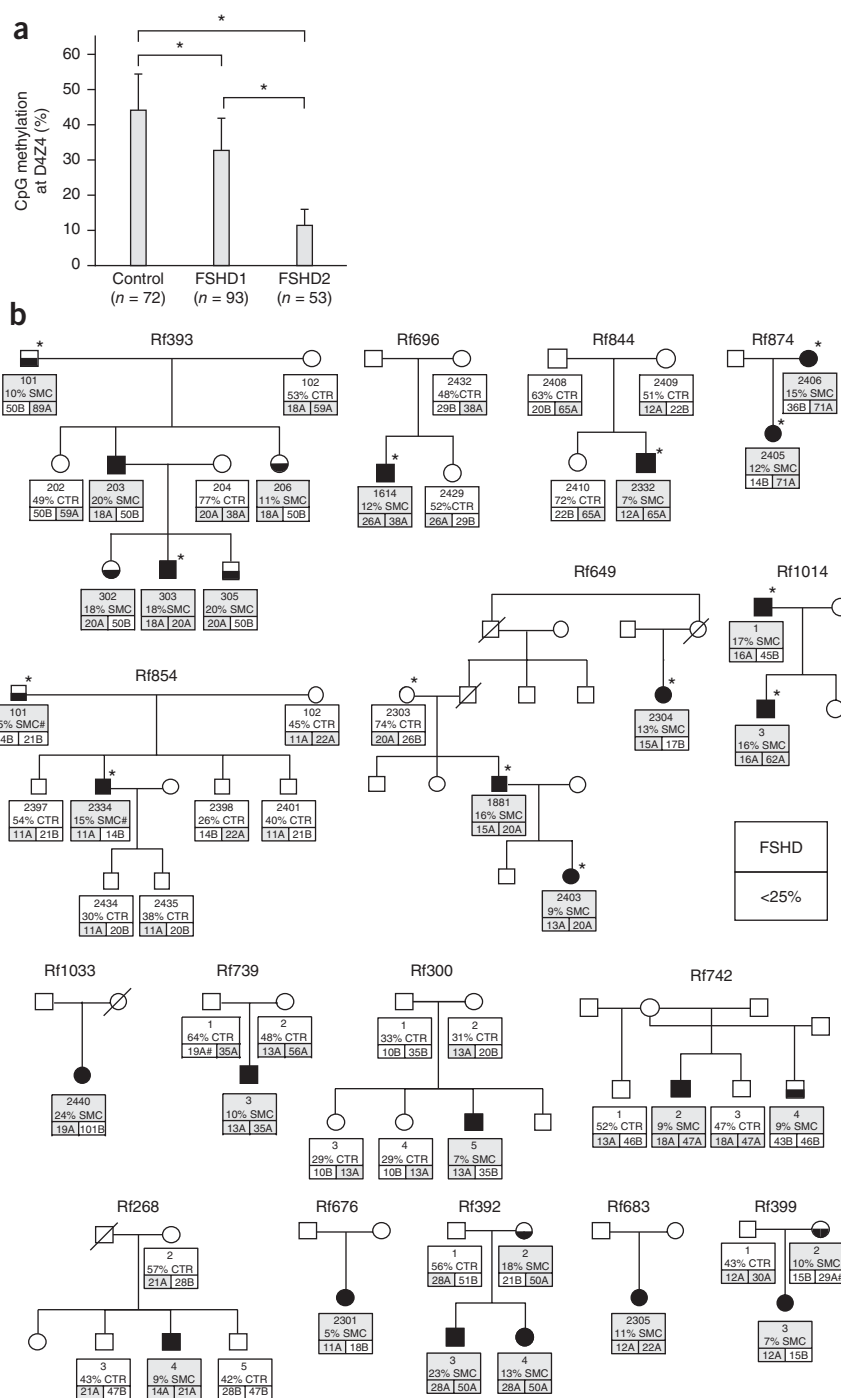 a
*
*
*
60
50
40
30
20
10
0
CpG methylation
at D4Z4 (%)
Control
(n = 72)
FSHD1
(n = 93)
FSHD2
(n = 53)
b
Rf393
*
101
10% SMC
50B 89A
102
53% CTR
18A 59A
202
49% CTR
50B 59A
203
20% SMC
18A 50B
204
77% CTR
20A 38A
206
11% SMC
18A 50B
*
302
18% SMC
20A 50B
303
18%SMC
18A 20A
305
20% SMC
20A 50B
Rf696
2432
48%CTR
29B 38A
*
1614
12% SMC
26A 38A
2429
52%CTR
26A 29B
Rf844
2408
63% CTR
20B 65A
2409
51% CTR
12A 22B
*
2410
72% CTR
22B 65A
2332
7% SMC
12A 65A
Rf874
*
2406
15% SMC
36B 71A
*
2405
12% SMC
14B 71A
Rf854
*
101
5% SMC#
4B 21B
102
45% CTR
11A 22A
*
2397
54% CTR
11A 21B
2334
15% SMC#
11A 14B
2398
26% CTR
14B 22A
2401
40% CTR
11A 21B
2434
30% CTR
11A 20B
2435
38% CTR
11A 20B
Rf649
*
2303
74% CTR
20A 26B
*
2304
13% SMC
15A 17B
*
1881
16% SMC
15A 20A
*
2403
9% SMC
13A 20A
Rf1014
*
1
17% SMC
16A 45B
*
3
16% SMC
16A 62A
FSHD
<25%
Rf1033
2440
24% SMC
19A 101B
Rf739
1
64% CTR
19A# 35A
2
48% CTR
13A 56A
3
10% SMC
13A 35A
Rf300
1
33% CTR
10B 35B
2
31% CTR
13A 20B
3
29% CTR
10B 13A
4
29% CTR
10B 13A
5
7% SMC
13A 35B
Rf742
1
52% CTR
13A 46B
2
9% SMC
18A 47A
3
47% CTR
18A 47A
4
9% SMC
43B 46B
Rf268
2
57% CTR
21A 28B
3
43% CTR
21A 47B
4
9% SMC
14A 21A
5
42% CTR
28B 47B
Rf676
2301
5% SMC
11A 18B
Rf392
1
56% CTR
28A 51B
2
18% SMC
21B 50A
3
23% SMC
28A 50A
4
13% SMC
28A 50A
Rf683
2305
11% SMC
12A 22A
Rf399
1
43% CTR
12A 30A
2
10% SMC
15B 29A#
3
7% SMC
12A 15B